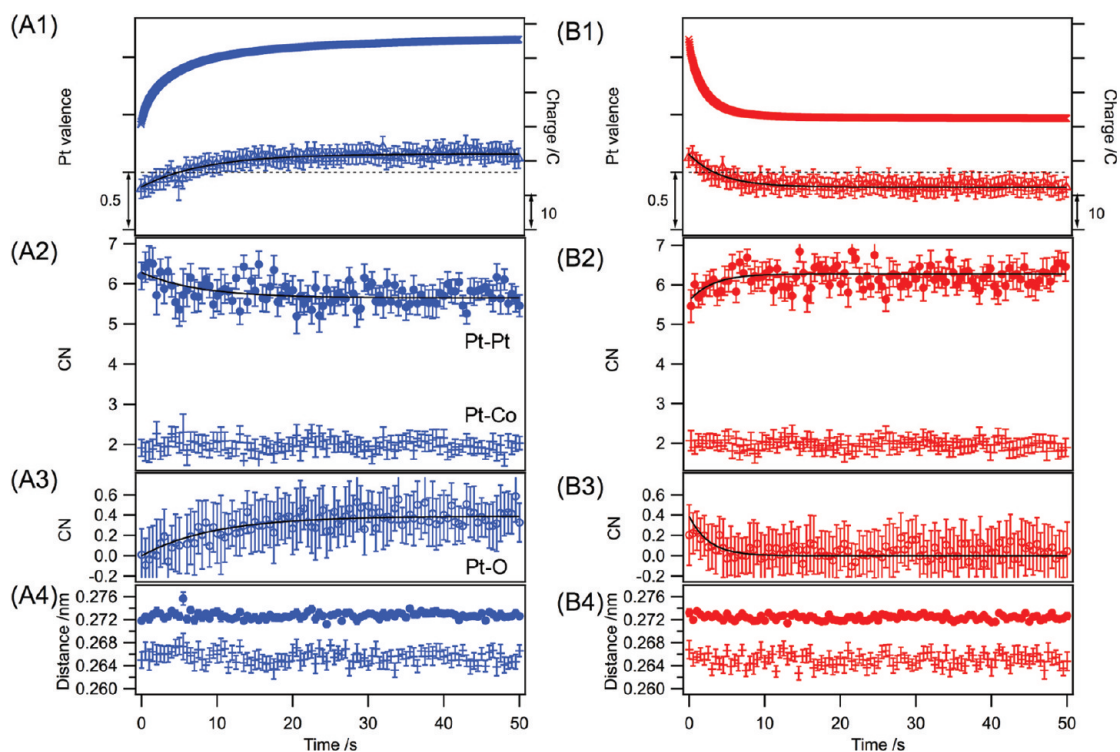 (A1)
Pt valence
0.5
Charge /C
10
(B1)
Pt valence
0.5
Charge /C
10
(A2)
7
6
5
4
3
2
CN
Pt-Pt
Pt-Co
(B2)
7
6
5
4
3
2
CN
(A3)
0.6
0.4
0.2
0.0
-0.2
CN
Pt-O
(B3)
0.6
0.4
0.2
0.0
-0.2
CN
(A4)
0.276
0.272
0.268
0.264
0.260
Distance /nm
0 10 20 30 40 50
Time /s
(B4)
0.276
0.272
0.268
0.264
0.260
Distance /nm
0 10 20 30 40 50
Time /s